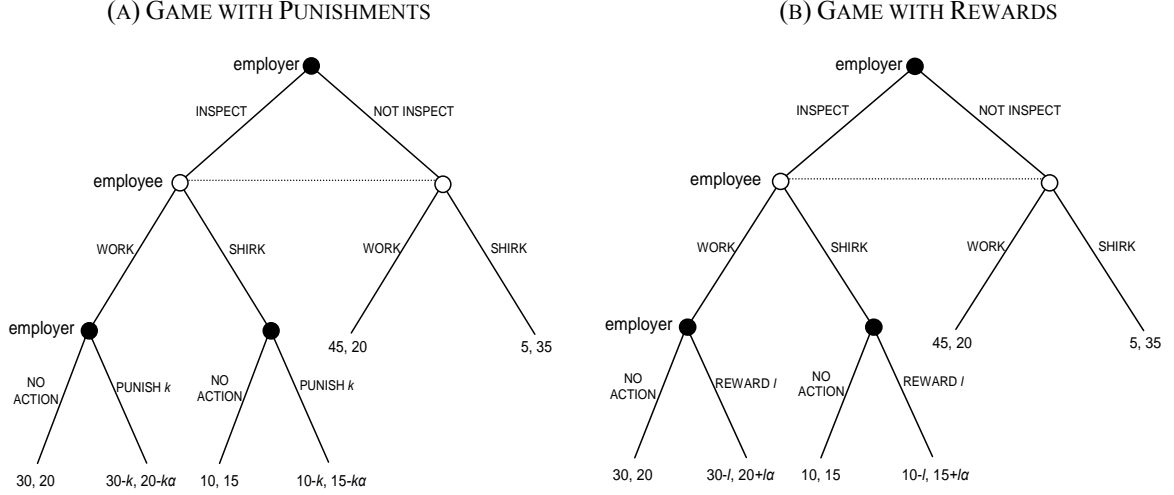 (A) GAME WITH PUNISHMENTS
employer
INSPECT
NOT INSPECT
employee
WORK
SHIRK
WORK
SHIRK
employer
45, 20
5, 35
NO
ACTION
PUNISH k
NO
ACTION
PUNISH k
30, 20
30-k, 20-kα
10, 15
10-k, 15-kα
(B) GAME WITH REWARDS
employer
INSPECT
NOT INSPECT
employee
WORK
SHIRK
WORK
SHIRK
employer
45, 20
5, 35
NO
ACTION
REWARD l
NO
ACTION
REWARD l
30, 20
30-l, 20+lα
10, 15
10-l, 15+lα